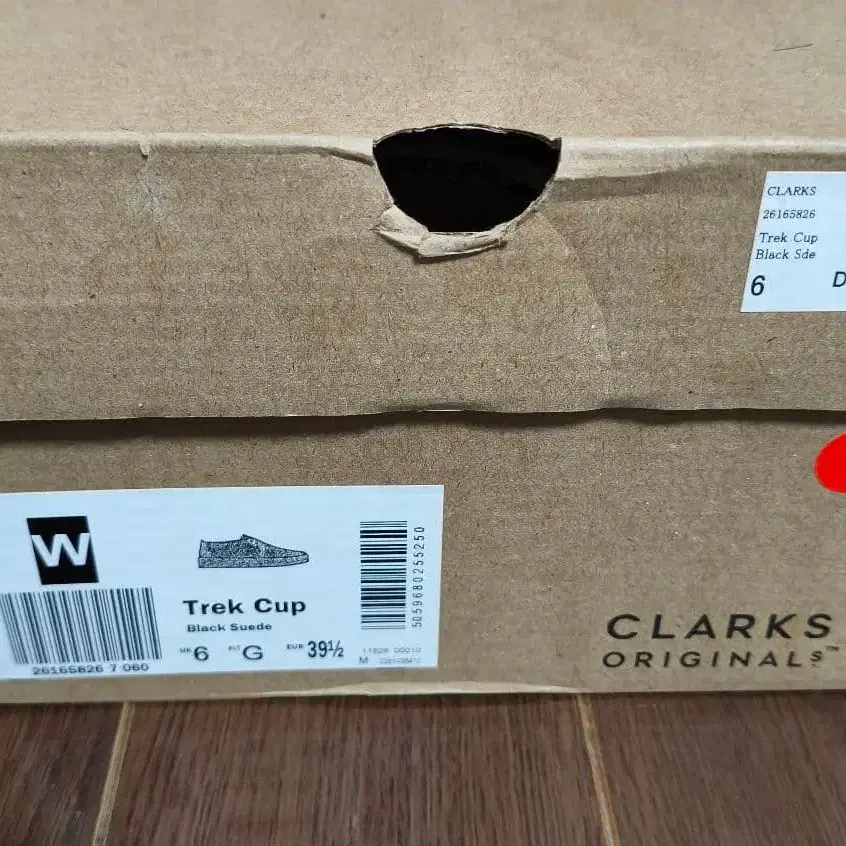 CLARKS
26165826
Trek Cup
Black Sde
6 D
W
Trek Cup
Black Suede
UK 6 FIT G EUR 39½
M
26165826 7 060
5059680255250
CLARKS
ORIGINALS™